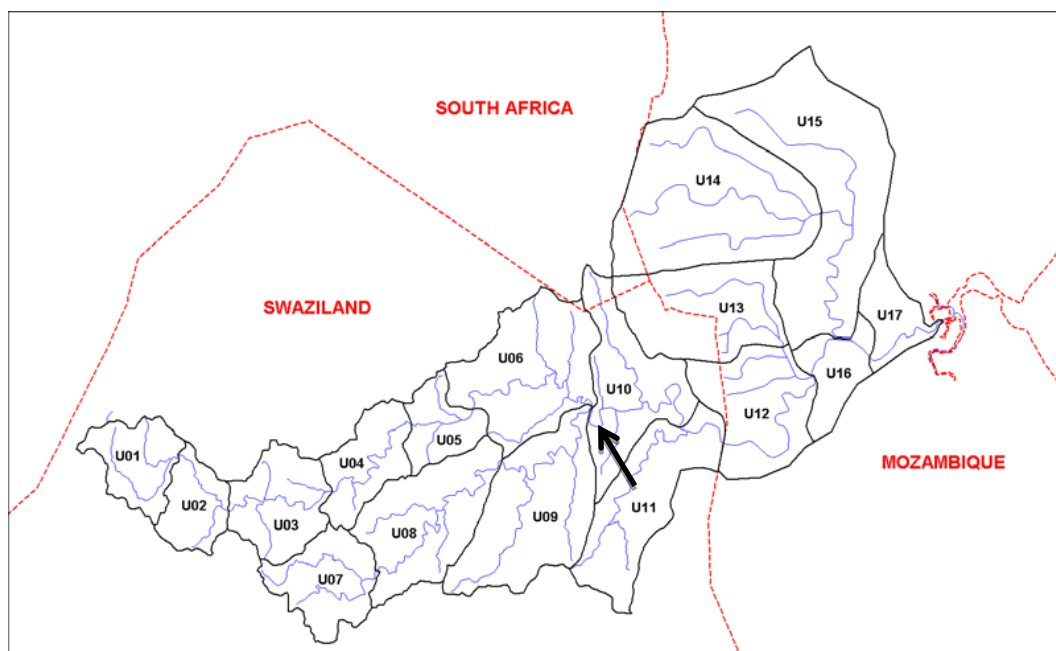 SOUTH AFRICA
U15
U14
SWAZILAND
U13
U17
U06
U16
U10
U12
U05
U01
U04
MOZAMBIQUE
U02
U11
U09
U03
U08
U07